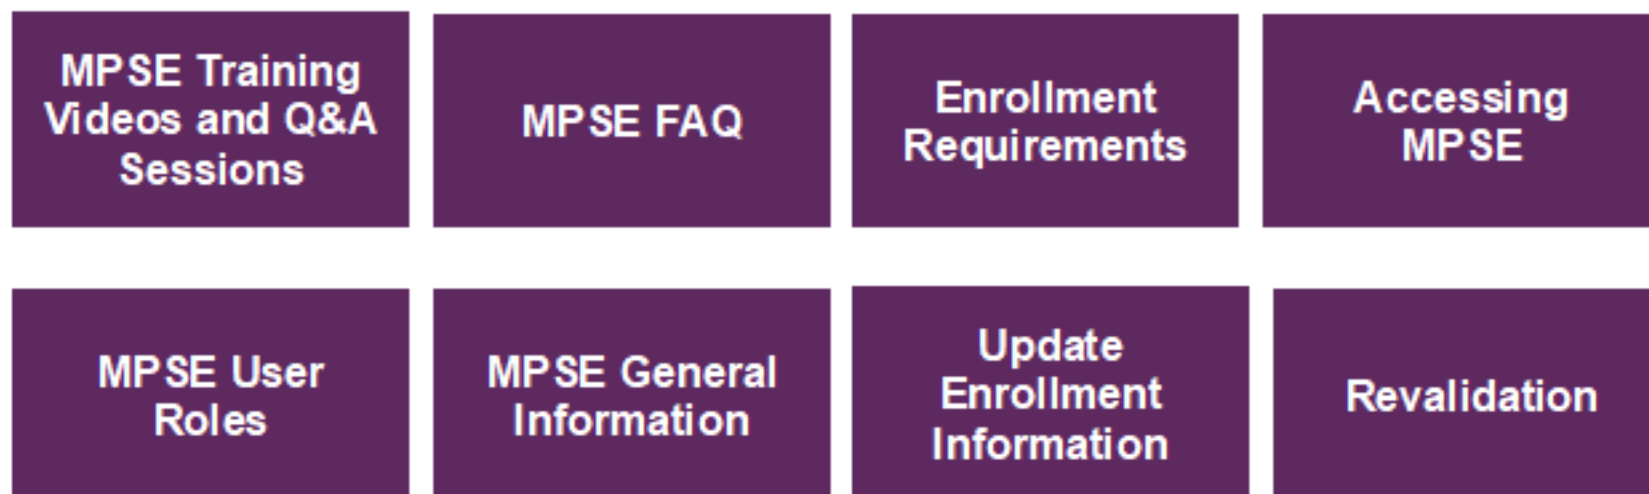 MPSE Training
Videos and Q&A
Sessions
MPSE FAQ
Enrollment
Requirements
Accessing
MPSE
MPSE User
Roles
MPSE General
Information
Update
Enrollment
Information
Revalidation